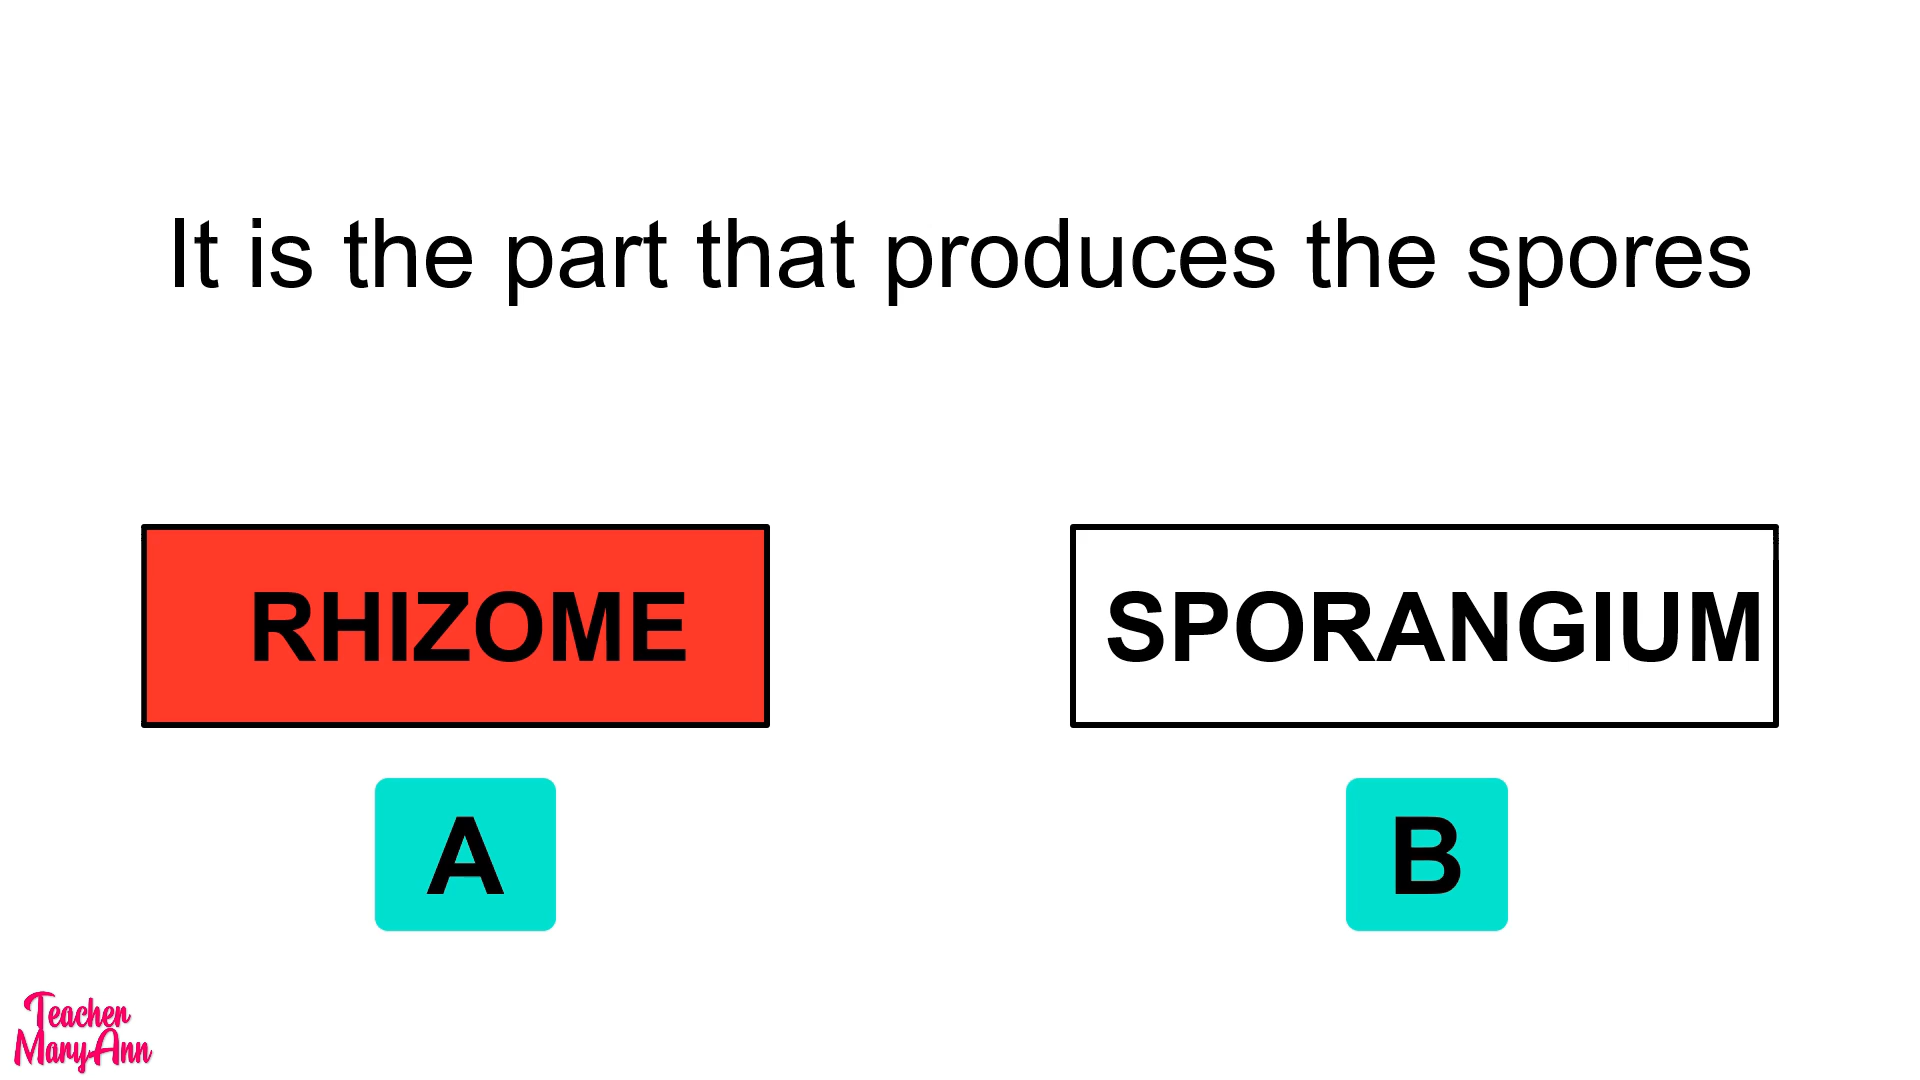 It is the part that produces the spores
RHIZOME
SPORANGIUM
A
B
Teacher
MaryAnn